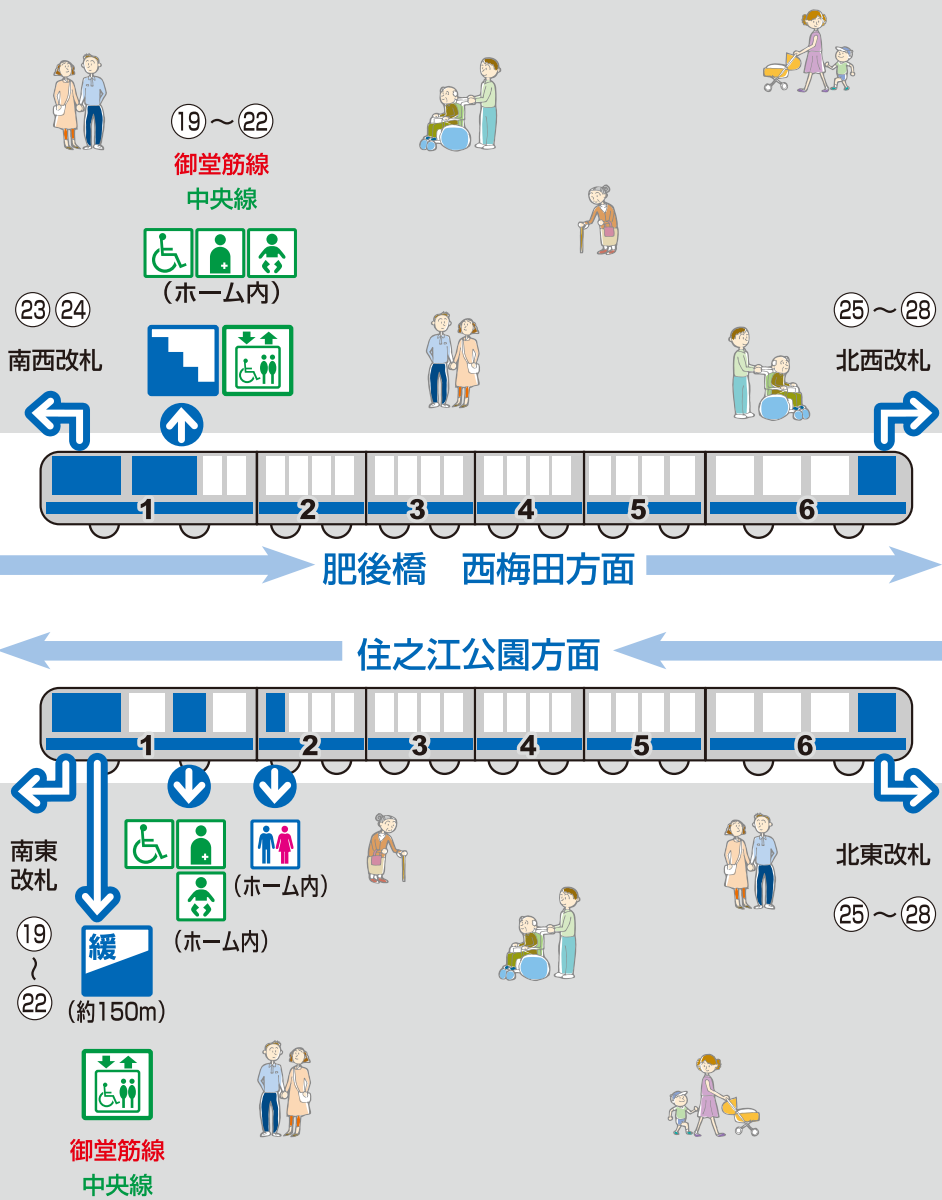 ⑲～㉒
御堂筋線
中央線
（ホーム内）
㉓㉔
南西改札
㉕～㉘
北西改札
1 2 3 4 5 6
肥後橋　西梅田方面
住之江公園方面
1 2 3 4 5 6
南東
改札
⑲
～
㉒
緩
（約150m）
（ホーム内）
（ホーム内）
北東改札
㉕～㉘
御堂筋線
中央線